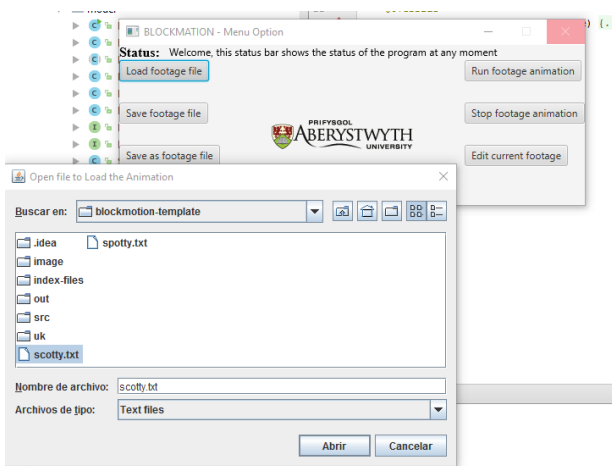 BLOCKMATION - Menu Option
Status: Welcome, this status bar shows the status of the program at any moment
Load footage file
Run footage animation
Save footage file
Stop footage animation
PRIFYSGOL
ABERYSTWYTH
UNIVERSITY
Save as footage file
Edit current footage
Open file to Load the Animation
Buscar en: blockmotion-template
.idea spotty.txt
image
index-files
out
src
uk
scotty.txt
Nombre de archivo: scotty.txt
Archivos de tipo: Text files
Abrir Cancelar